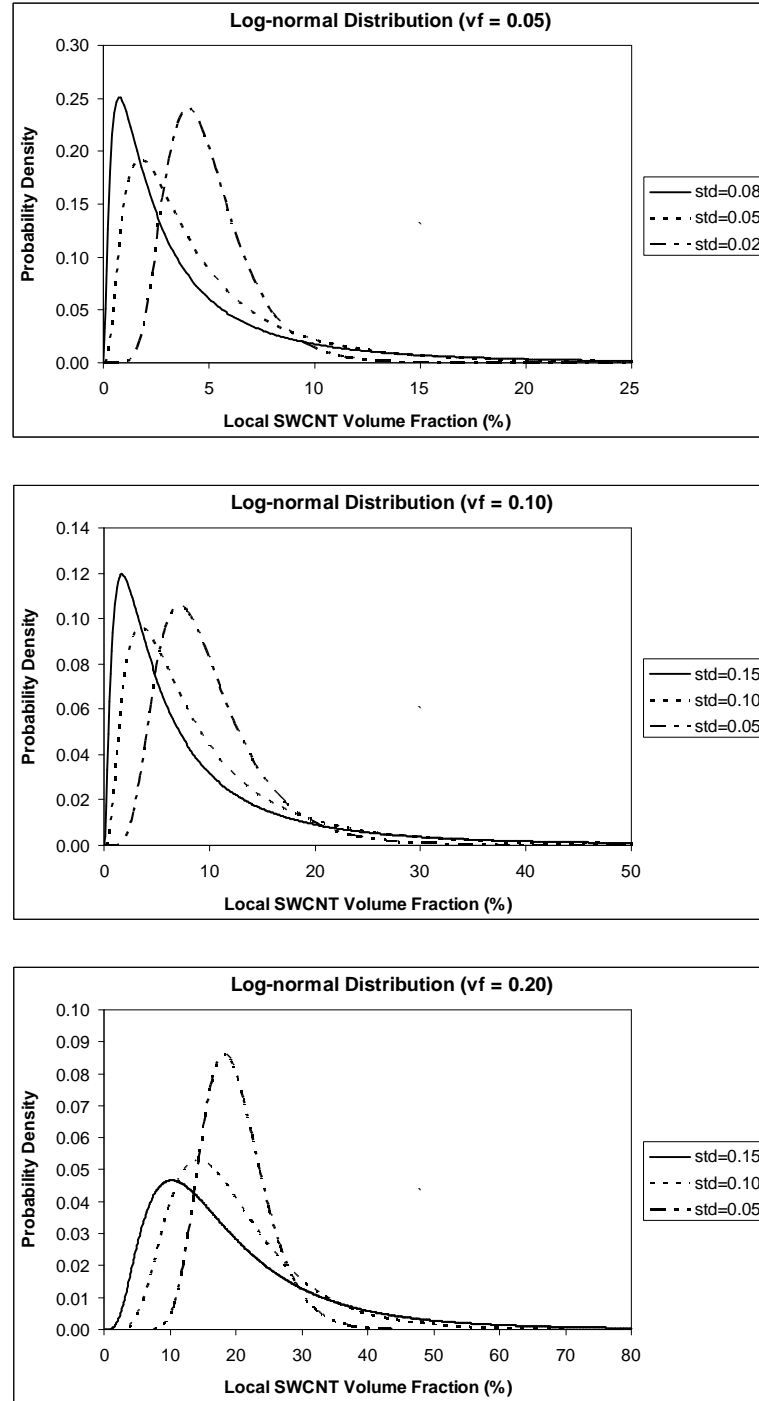 Log-normal Distribution (vf = 0.05)
0.30
0.25
0.20
0.15
0.10
0.05
0.00
Probability Density
0 5 10 15 20 25
Local SWCNT Volume Fraction (%)
std=0.08
std=0.05
std=0.02
Log-normal Distribution (vf = 0.10)
0.14
0.12
0.10
0.08
0.06
0.04
0.02
0.00
Probability Density
0 10 20 30 40 50
Local SWCNT Volume Fraction (%)
std=0.15
std=0.10
std=0.05
Log-normal Distribution (vf = 0.20)
0.10
0.09
0.08
0.07
0.06
0.05
0.04
0.03
0.02
0.01
0.00
Probability Density
0 10 20 30 40 50 60 70 80
Local SWCNT Volume Fraction (%)
std=0.15
std=0.10
std=0.05